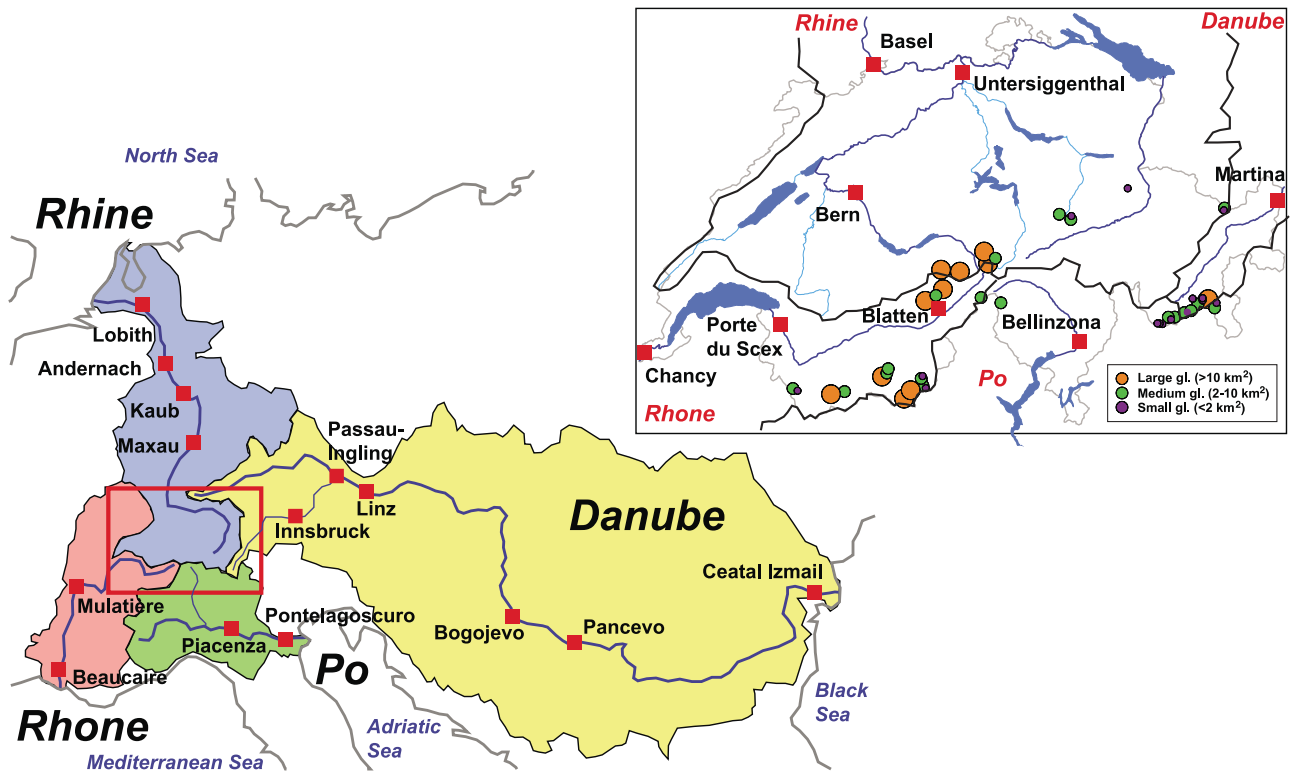 North Sea
Rhine
Lobith
Andernach
Kaub
Maxau
Passau-
Ingling
Linz
Innsbruck
Danube
Ceatal Izmail
Mulatière
Pontelagoscuro
Bogojevo
Pancevo
Piacenza
Beaucaire
Po
Rhone
Black
Sea
Adriatic
Sea
Mediterranean Sea
Rhine
Danube
Basel
Untersiggenthal
Martina
Bern
Blatten
Porte
du Scex
Bellinzona
Chancy
Po
Rhone
Large gl. (>10 km²)
Medium gl. (2-10 km²)
Small gl. (<2 km²)